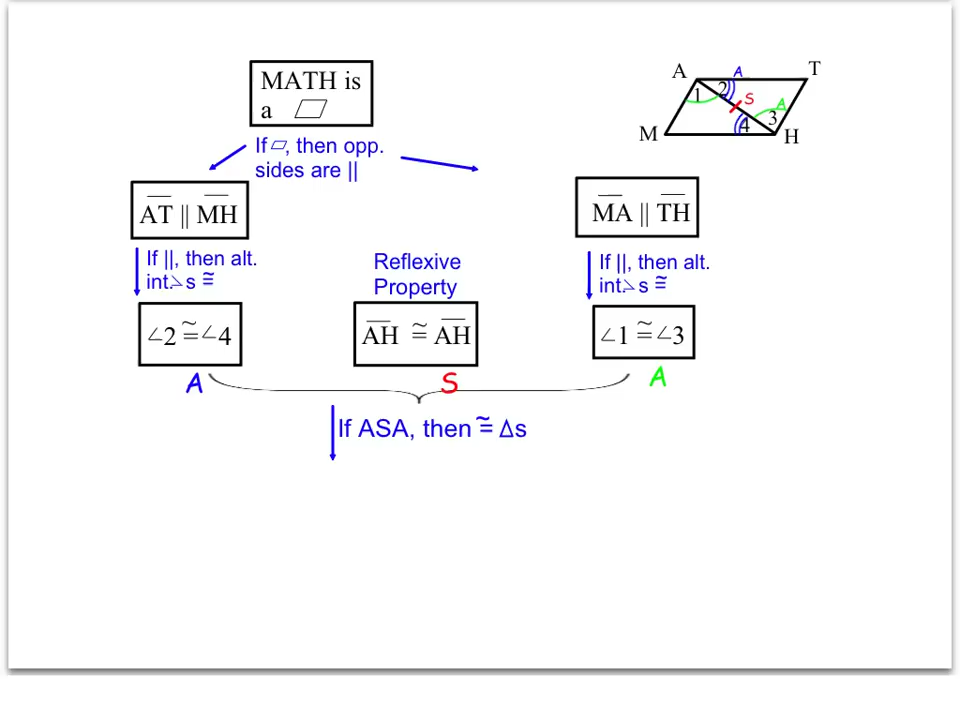 MATH is
a ▱
If ▱, then opp.
sides are ||
AT || MH
MA || TH
If ||, then alt.
int. ∠s ≅
Reflexive
Property
If ||, then alt.
int. ∠s ≅
∠2 ≅ ∠4
AH ≅ AH
∠1 ≅ ∠3
A
S
A
If ASA, then ≅ Δs
A
T
M
H
1
2
3
4
A
S
A